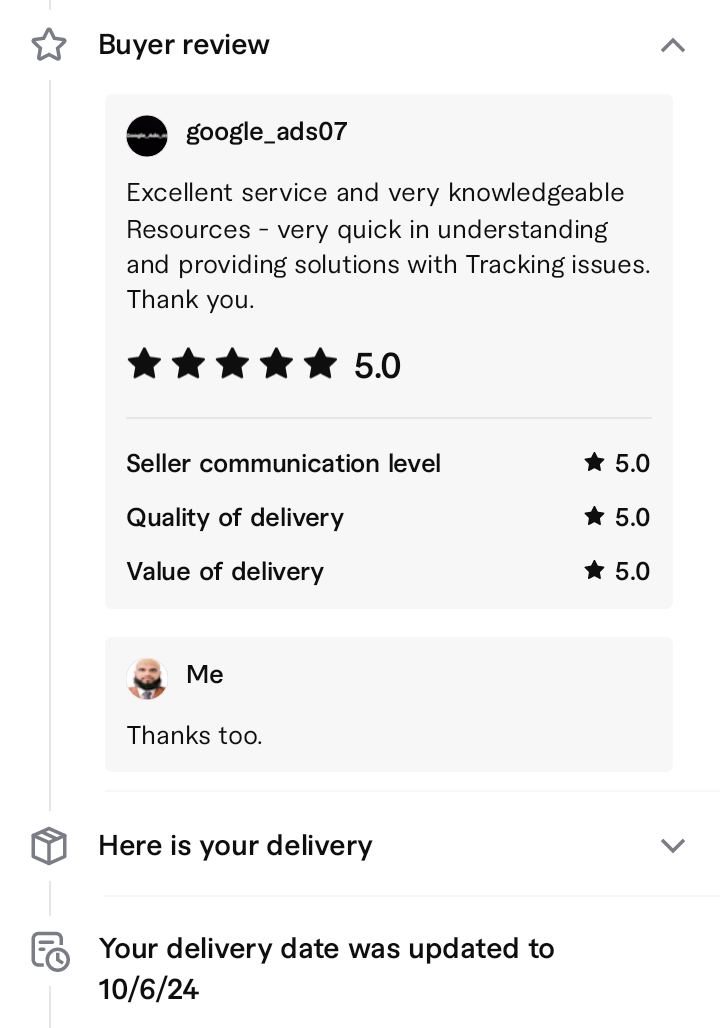 Buyer review
google_ads07
Excellent service and very knowledgeable
Resources - very quick in understanding
and providing solutions with Tracking issues.
Thank you.
5.0
Seller communication level 5.0
Quality of delivery 5.0
Value of delivery 5.0
Me
Thanks too.
Here is your delivery
Your delivery date was updated to
10/6/24